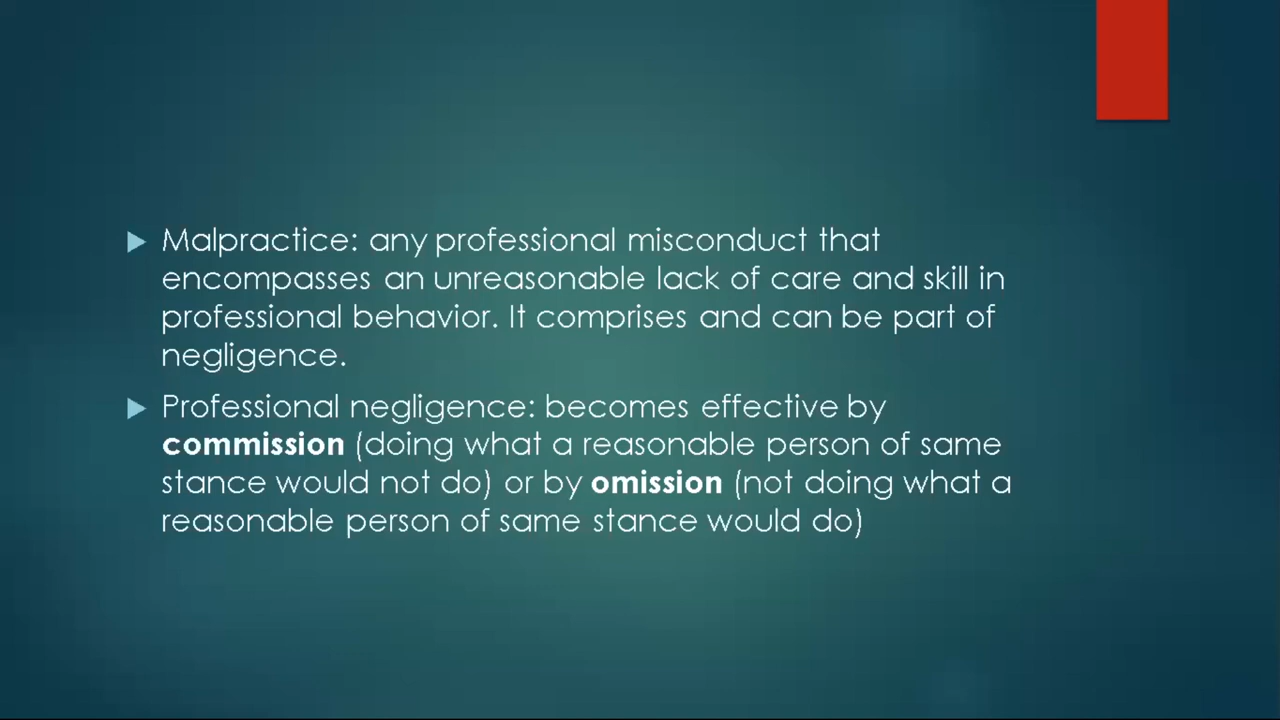 Malpractice: any professional misconduct that
encompasses an unreasonable lack of care and skill in
professional behavior. It comprises and can be part of
negligence.
Professional negligence: becomes effective by
commission (doing what a reasonable person of same
stance would not do) or by omission (not doing what a
reasonable person of same stance would do)